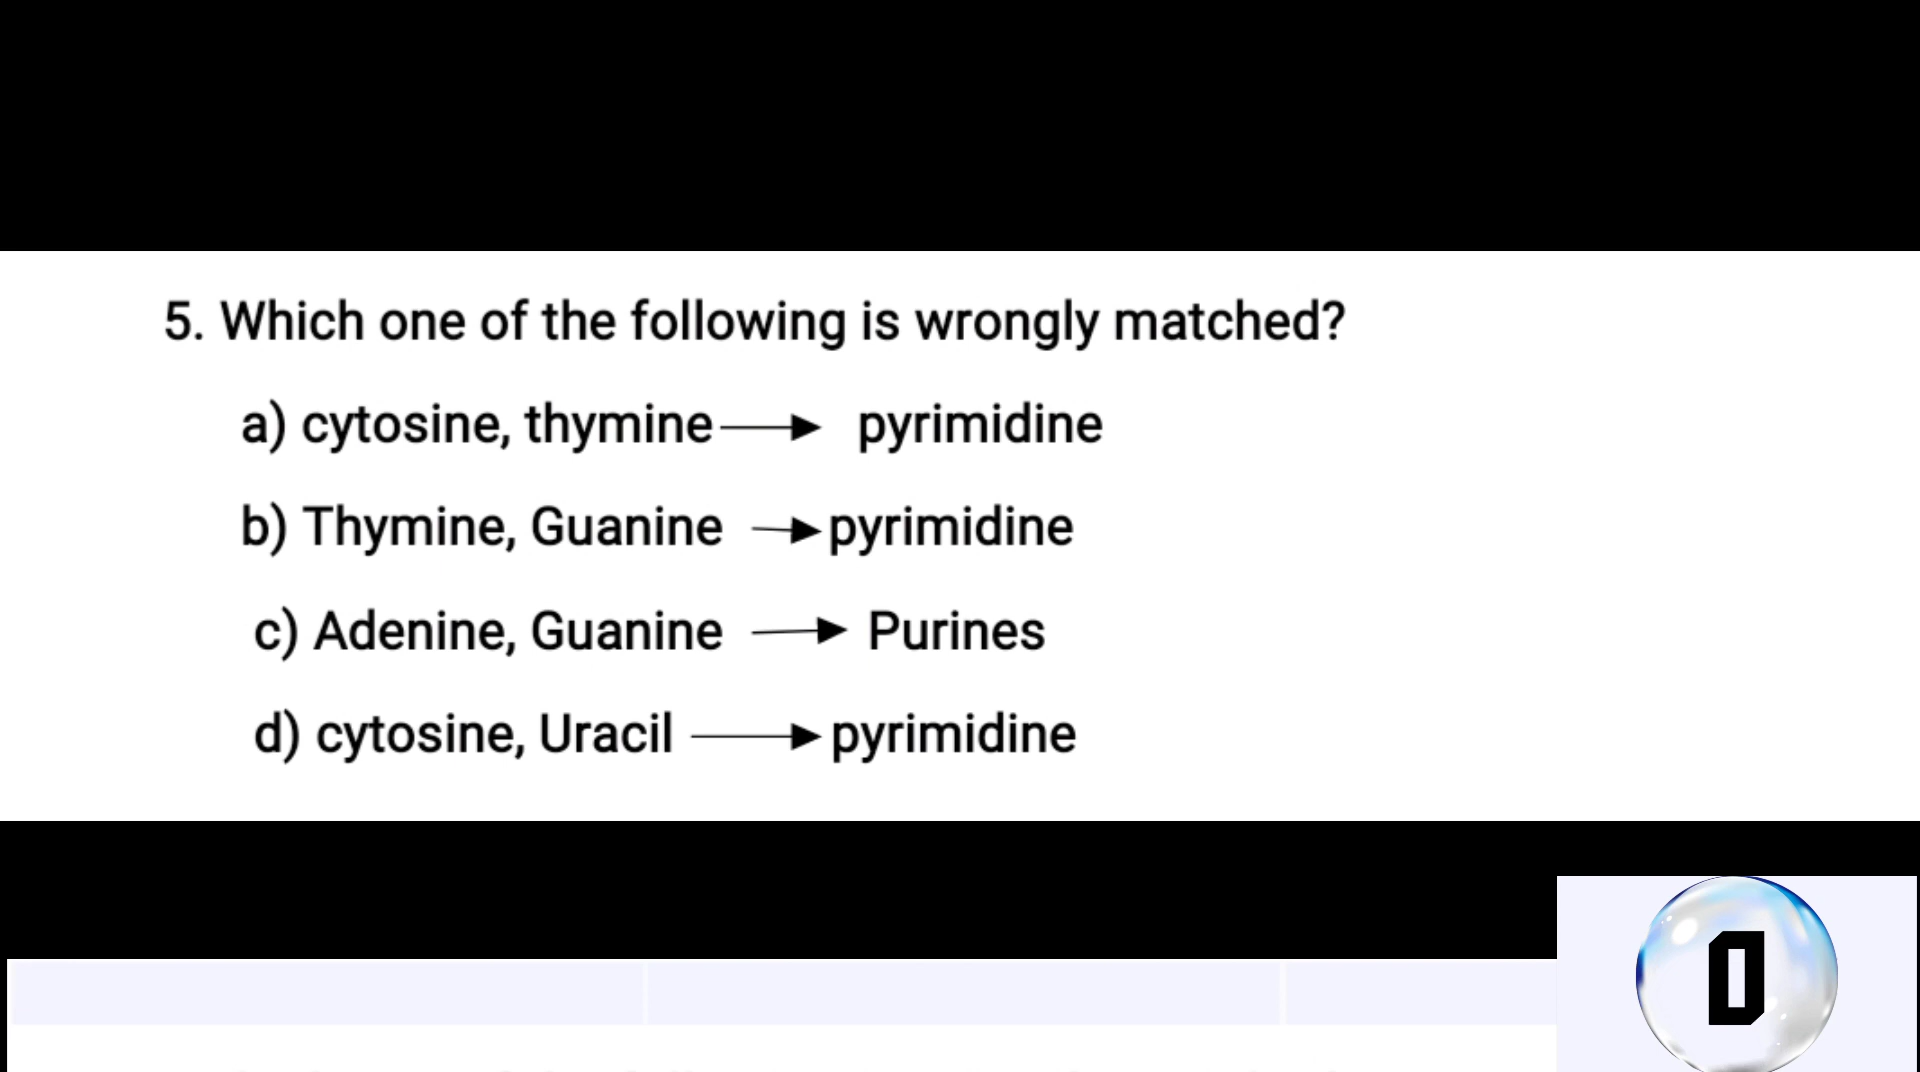 5. Which one of the following is wrongly matched?
a) cytosine, thymine → pyrimidine
b) Thymine, Guanine → pyrimidine
c) Adenine, Guanine → Purines
d) cytosine, Uracil → pyrimidine
0